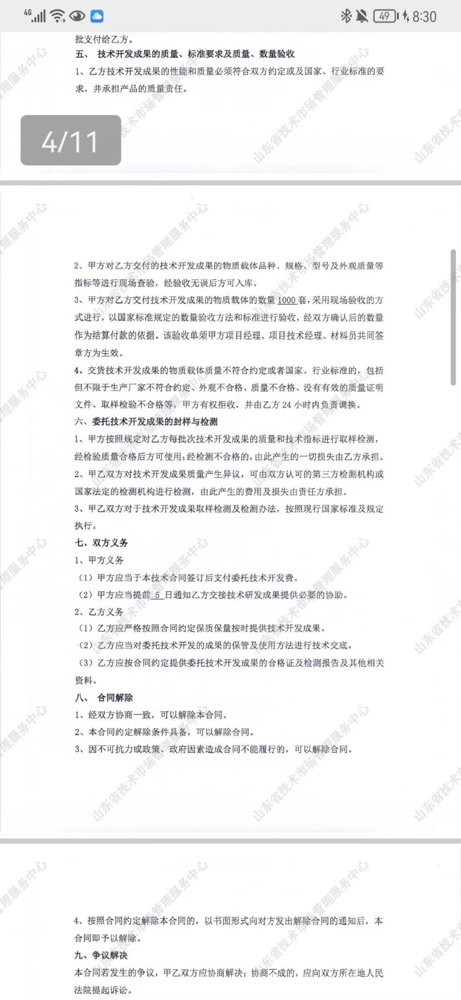 4G 49 8:30
批支付给乙方。
五、 技术开发成果的质量、标准要求及质量、数量验收
1、乙方技术开发成果的性能和质量必须符合双方约定或及国家、行业标准的要
求，并承担产品的质量责任。
4/11
2、甲方对乙方交付的技术开发成果的物质载体品种、规格、型号及外观质量等
指标等进行现场查验，经验收无误后方可入库。
3、甲方对乙方交付技术开发成果的物质载体的数量 1000 套，采用现场验收的方
式进行，以国家标准规定的数量验收方法和标准进行验收，经双方确认后的数量
作为结算付款的依据。该验收单须甲方项目经理、项目技术经理、材料员共同签
章方为生效。
4、交货技术开发成果的物质载体质量不符合约定或者国家、行业标准的，包括
但不限于生产厂家不符合约定、外观不合格、质量不合格、没有有效的质量证明
文件、取样检验不合格等，甲方有权拒收，并由乙方 24 小时内负责调换。
六、委托技术开发成果的封样与检测
1、甲方按照规定对乙方每批次技术开发成果的质量和技术指标进行取样检测，
经检验质量合格后方可使用；经检测不合格的，由此产生的一切损失由乙方承担。
2、甲乙双方对技术开发成果质量产生异议，可由双方认可的第三方检测机构或
国家法定的检测机构进行检测，由此产生的费用及损失由责任方承担。
3、甲乙双方对于技术开发成果取样检测及检测办法，按照现行国家标准及规定
执行。
七、双方义务
1、甲方义务
（1）甲方应当于本技术合同签订后支付委托技术开发费。
（2）甲方应当提前 5 日通知乙方交接技术研发成果提供必要的协助。
2、乙方义务
（1）乙方应严格按照合同约定保质保量按时提供技术开发成果。
（2）乙方应当对委托技术开发的成果的保管及使用方法进行技术交底。
（3）乙方应按合同约定提供委托技术开发成果的合格证及检测报告及其他相关
资料。
八、 合同解除
1、经双方协商一致，可以解除本合同。
2、本合同约定解除条件具备，可以解除合同。
3、因不可抗力或政策、政府因素造成合同不能履行的，可以解除合同。
4、按照合同约定解除本合同的，以书面形式向对方发出解除合同的通知后，本
合同即予以解除。
九、争议解决
本合同若发生的争议，甲乙双方应协商解决；协商不成的，应向双方所在地人民
法院提起诉讼。
山东省技术市场管理服务中心